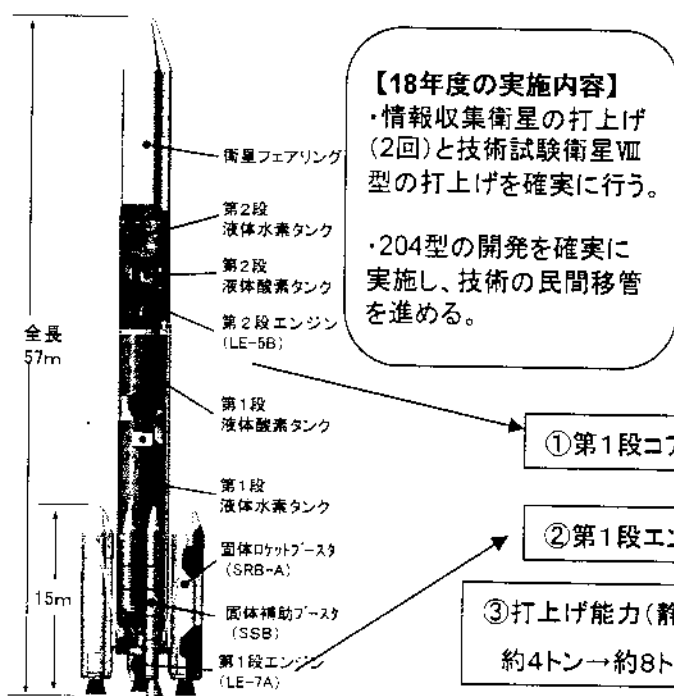 【18年度の実施内容】
・情報収集衛星の打上げ
(2回)と技術試験衛星Ⅷ
型の打上げを確実に行う。
・204型の開発を確実に
実施し、技術の民間移管
を進める。
衛星フェアリング
第2段
液体水素タンク
第2段
液体酸素タンク
第2段エンジン
(LE-5B)
全長
57m
第1段
液体酸素タンク
第1段
液体水素タンク
固体ロケットブースタ
(SRB-A)
15m
固体補助ブースタ
(SSB)
第1段エンジン
(LE-7A)
①第1段コア
②第1段エン
③打上げ能力(静
約4トン→約8ト